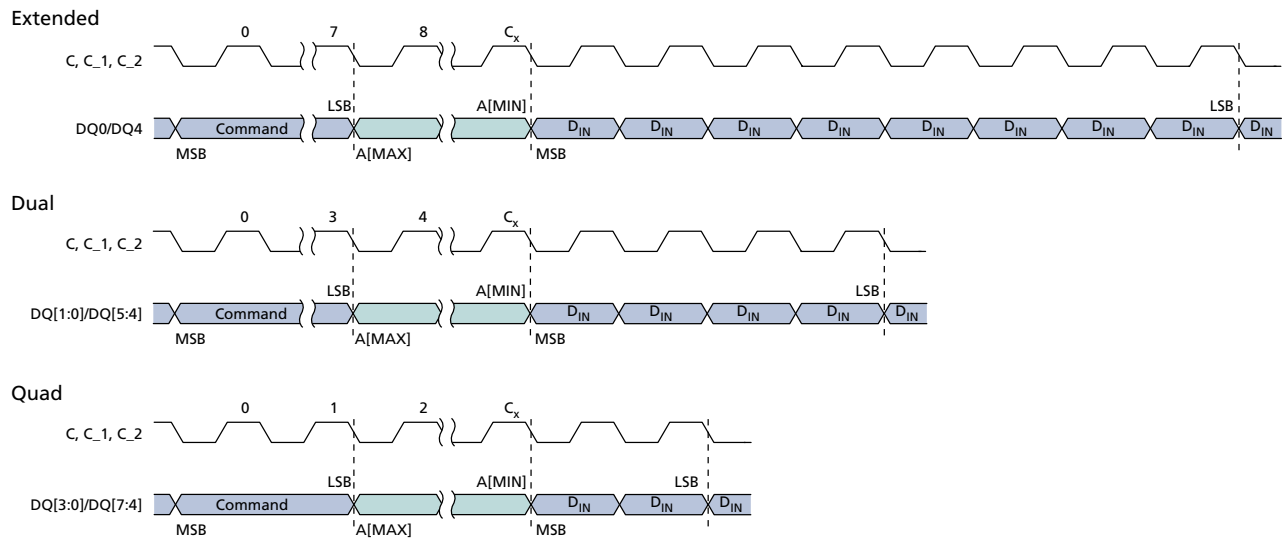 Extended
0 7 8 Cx
C, C_1, C_2
LSB A[MIN] LSB
DQ0/DQ4 Command DIN DIN DIN DIN DIN DIN DIN DIN DIN
MSB A[MAX] MSB
Dual
0 3 4 Cx
C, C_1, C_2
LSB A[MIN] LSB
DQ[1:0]/DQ[5:4] Command DIN DIN DIN DIN DIN
MSB A[MAX] MSB
Quad
0 1 2 Cx
C, C_1, C_2
LSB A[MIN] LSB
DQ[3:0]/DQ[7:4] Command DIN DIN DIN
MSB A[MAX] MSB